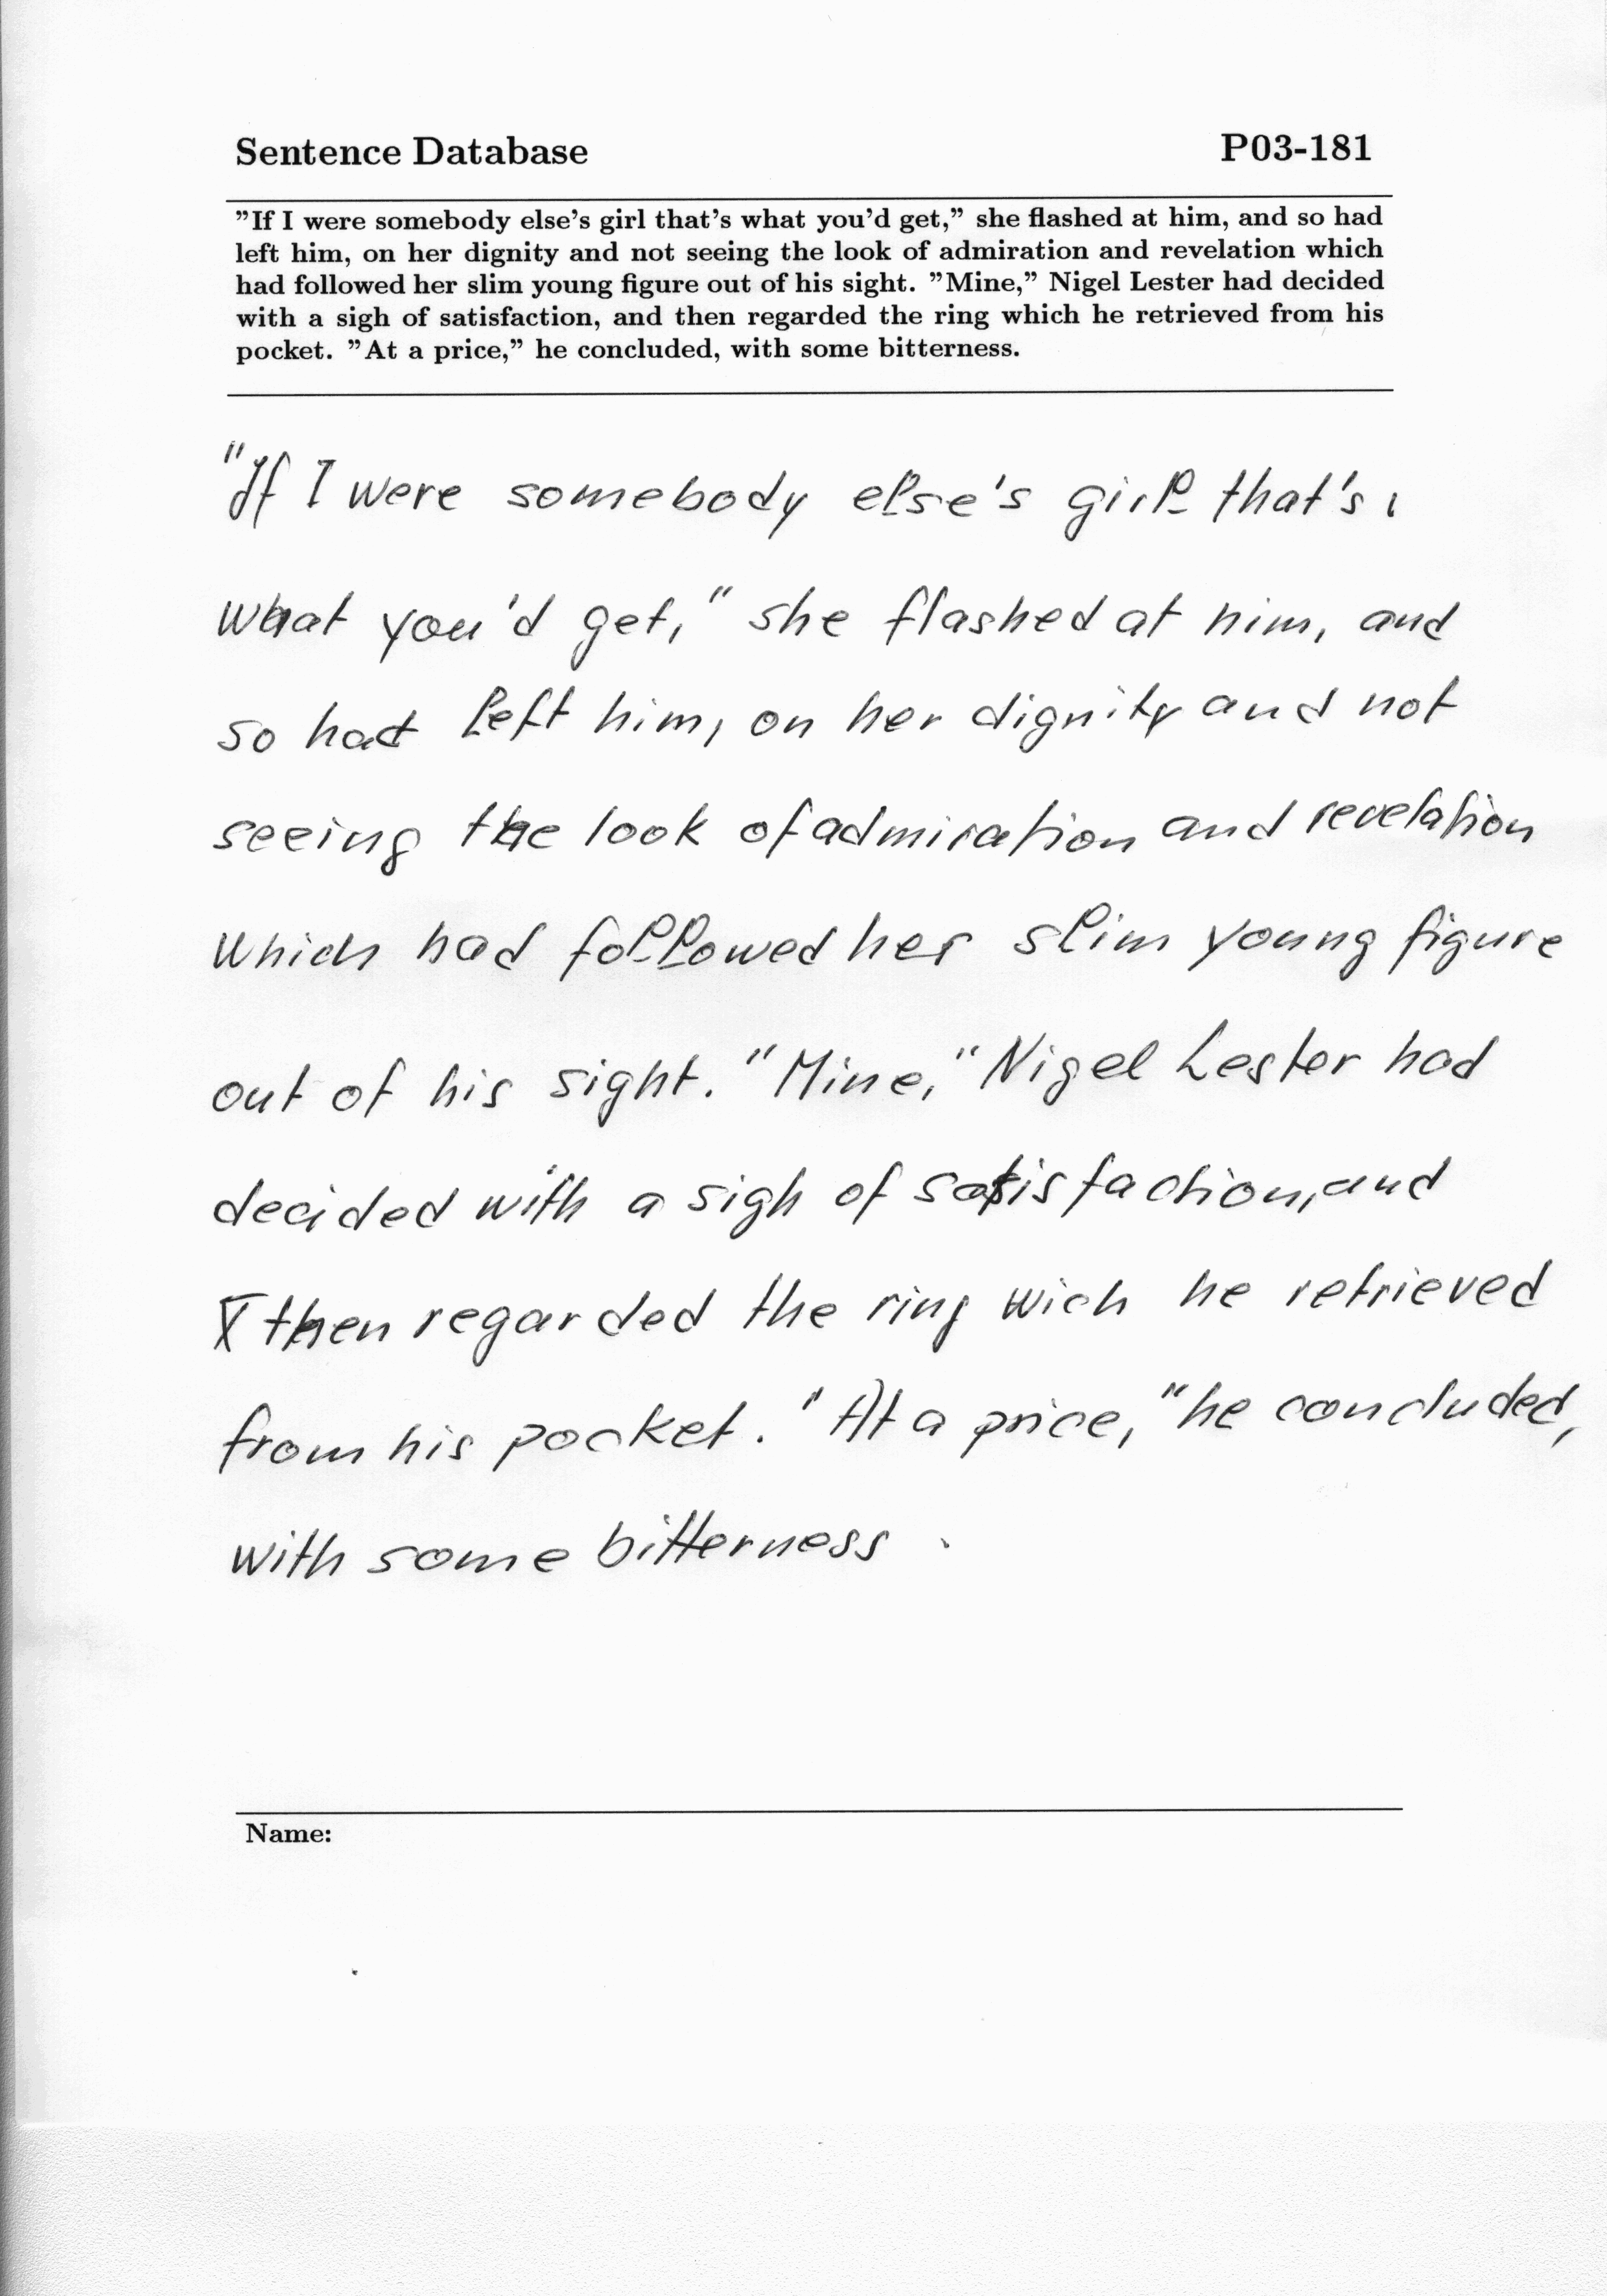 Sentence Database P03-181
"If I were somebody else's girl that's what you'd get," she flashed at him, and so had
left him, on her dignity and not seeing the look of admiration and revelation which
had followed her slim young figure out of his sight. "Mine," Nigel Lester had decided
with a sigh of satisfaction, and then regarded the ring which he retrieved from his
pocket. "At a price," he concluded, with some bitterness.
"If I were somebody else's girl that's
what you'd get," she flashed at him, and
so had left him, on her dignity and not
seeing the look of admiration and revelation
which had followed her slim young figure
out of his sight. "Mine," Nigel Lester had
decided with a sigh of satisfaction, and
then regarded the ring wich he retrieved
from his pocket. "At a price," he concluded,
with some bitterness.
Name: